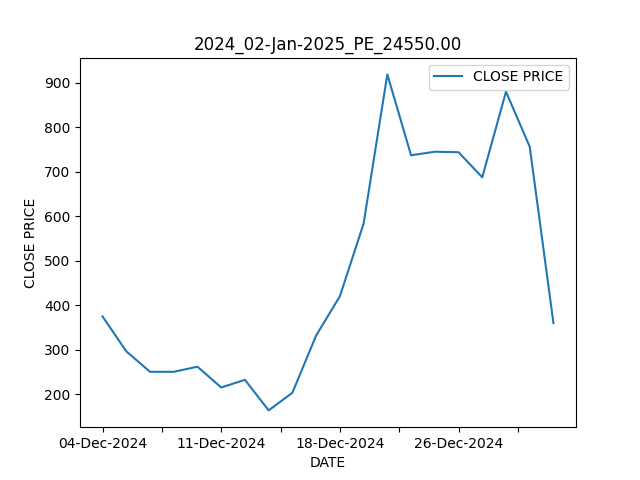 2024_02-Jan-2025_PE_24550.00
CLOSE PRICE
900
800
700
600
500
400
300
200
CLOSE PRICE
04-Dec-2024
11-Dec-2024
18-Dec-2024
26-Dec-2024
DATE